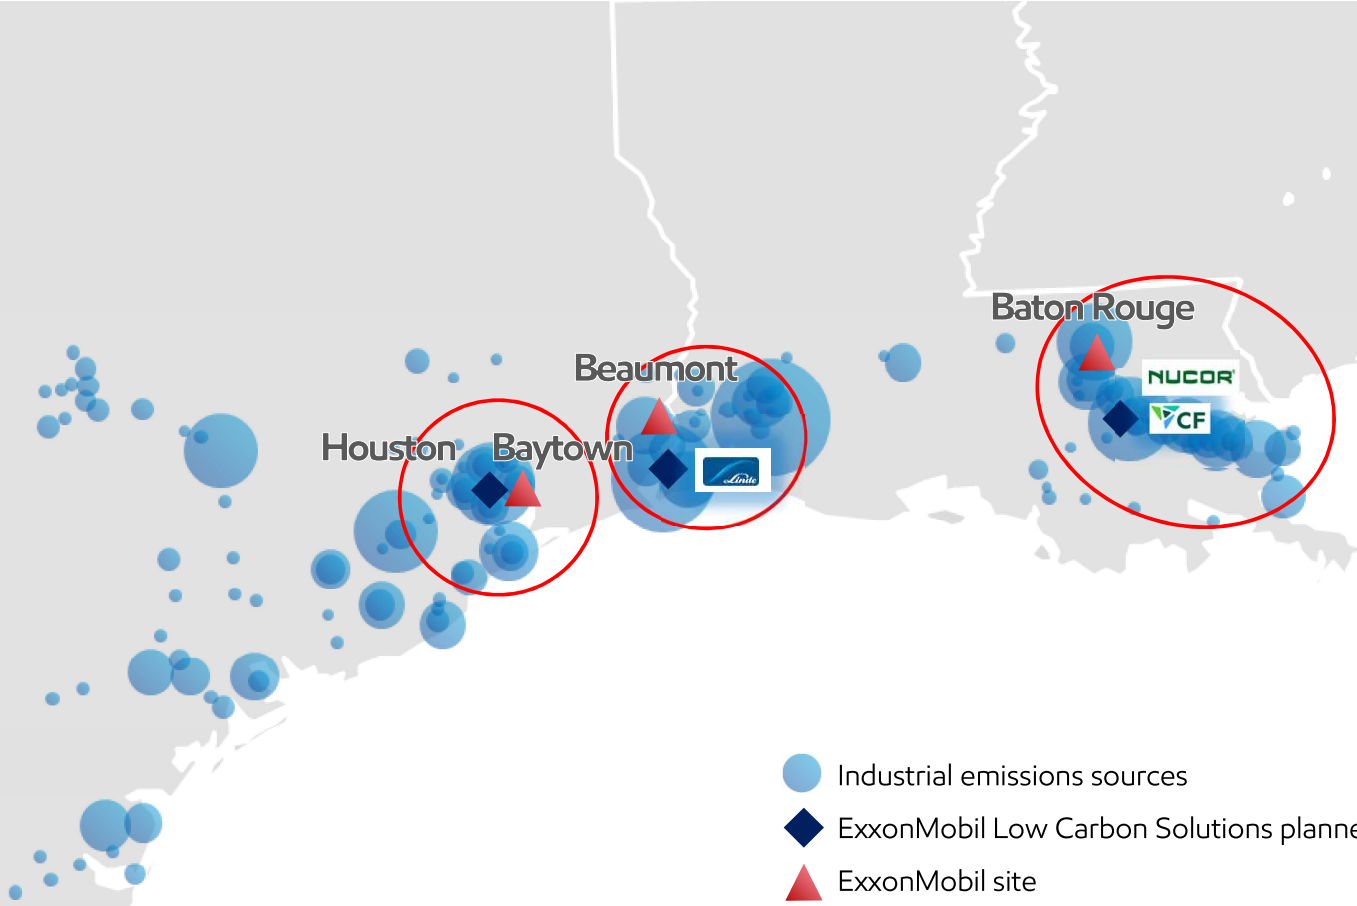 Baton Rouge
Beaumont
NUCOR®
CF
Houston
Baytown
Linde
Industrial emissions sources
ExxonMobil Low Carbon Solutions planne
ExxonMobil site